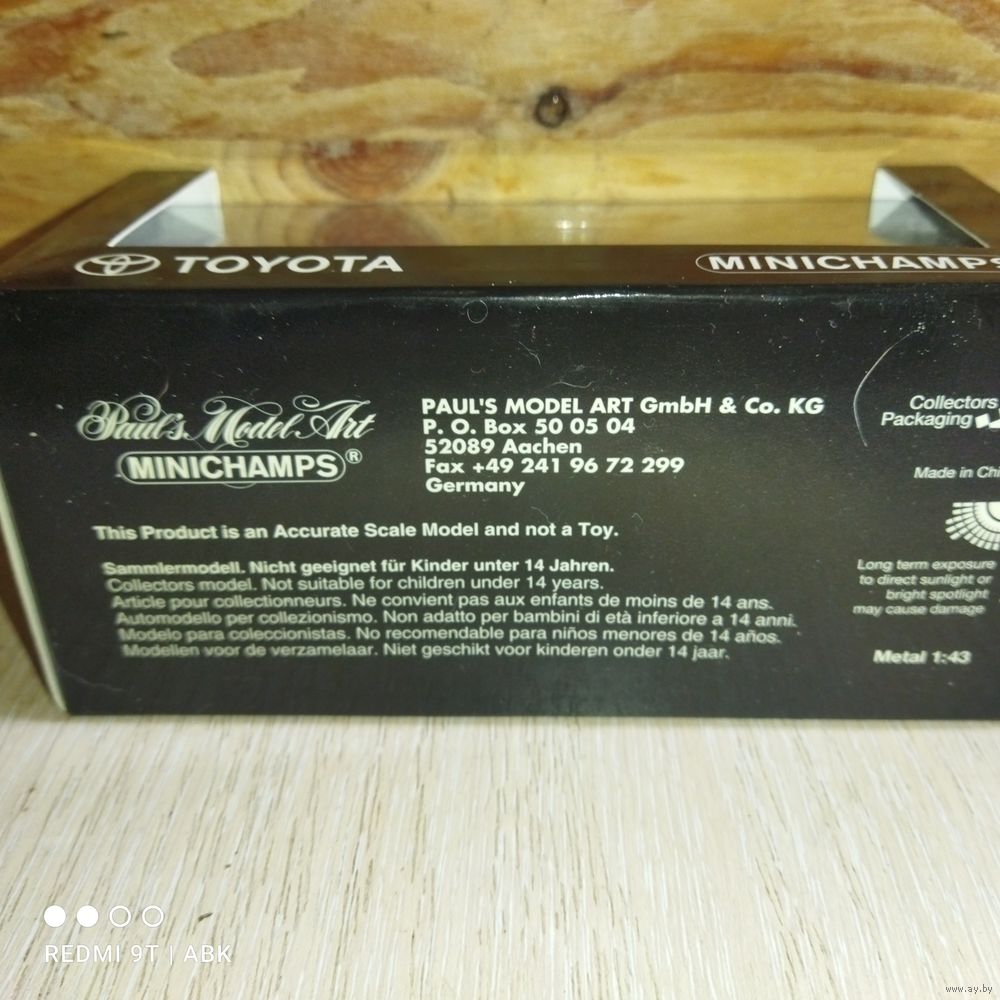 TOYOTA
MINICHAMPS
Paul's Model Art
MINICHAMPS®
PAUL'S MODEL ART GmbH & Co. KG
P. O. Box 50 05 04
52089 Aachen
Fax +49 241 96 72 299
Germany
This Product is an Accurate Scale Model and not a Toy.
Sammlermodell. Nicht geeignet für Kinder unter 14 Jahren.
Collectors model. Not suitable for children under 14 years.
Article pour collectionneurs. Ne convient pas aux enfants de moins de 14 ans.
Automodello per collezionismo. Non adatto per bambini di età inferiore a 14 anni.
Modelo para coleccionistas. No recomendable para niños menores de 14 años.
Modellen voor de verzamelaar. Niet geschikt voor kinderen onder 14 jaar.
Collectors
Packaging
Made in Chi
Long term exposure
to direct sunlight or
bright spotlight
may cause damage
Metal 1:43
REDMI 9T | ABK
www.ay.by